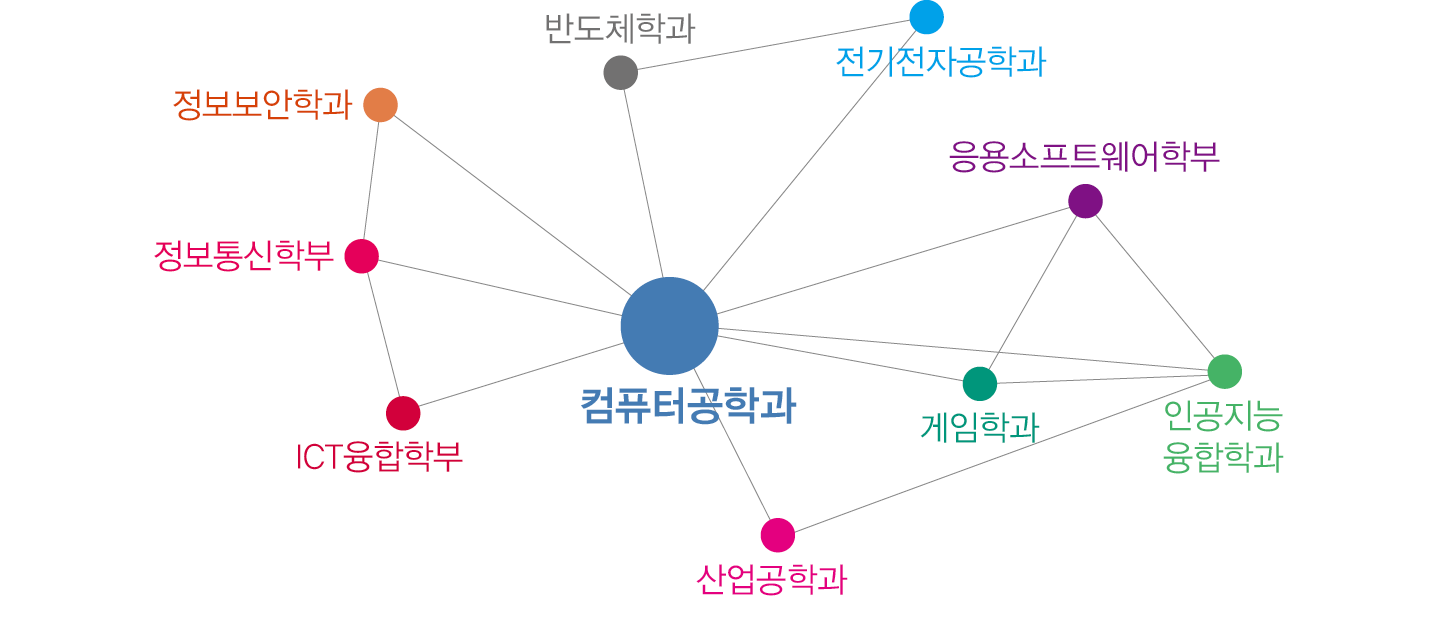 반도체학과
전기전자공학과
정보보안학과
응용소프트웨어학부
정보통신학부
컴퓨터공학과
게임학과
인공지능
융합학과
ICT융합학부
산업공학과